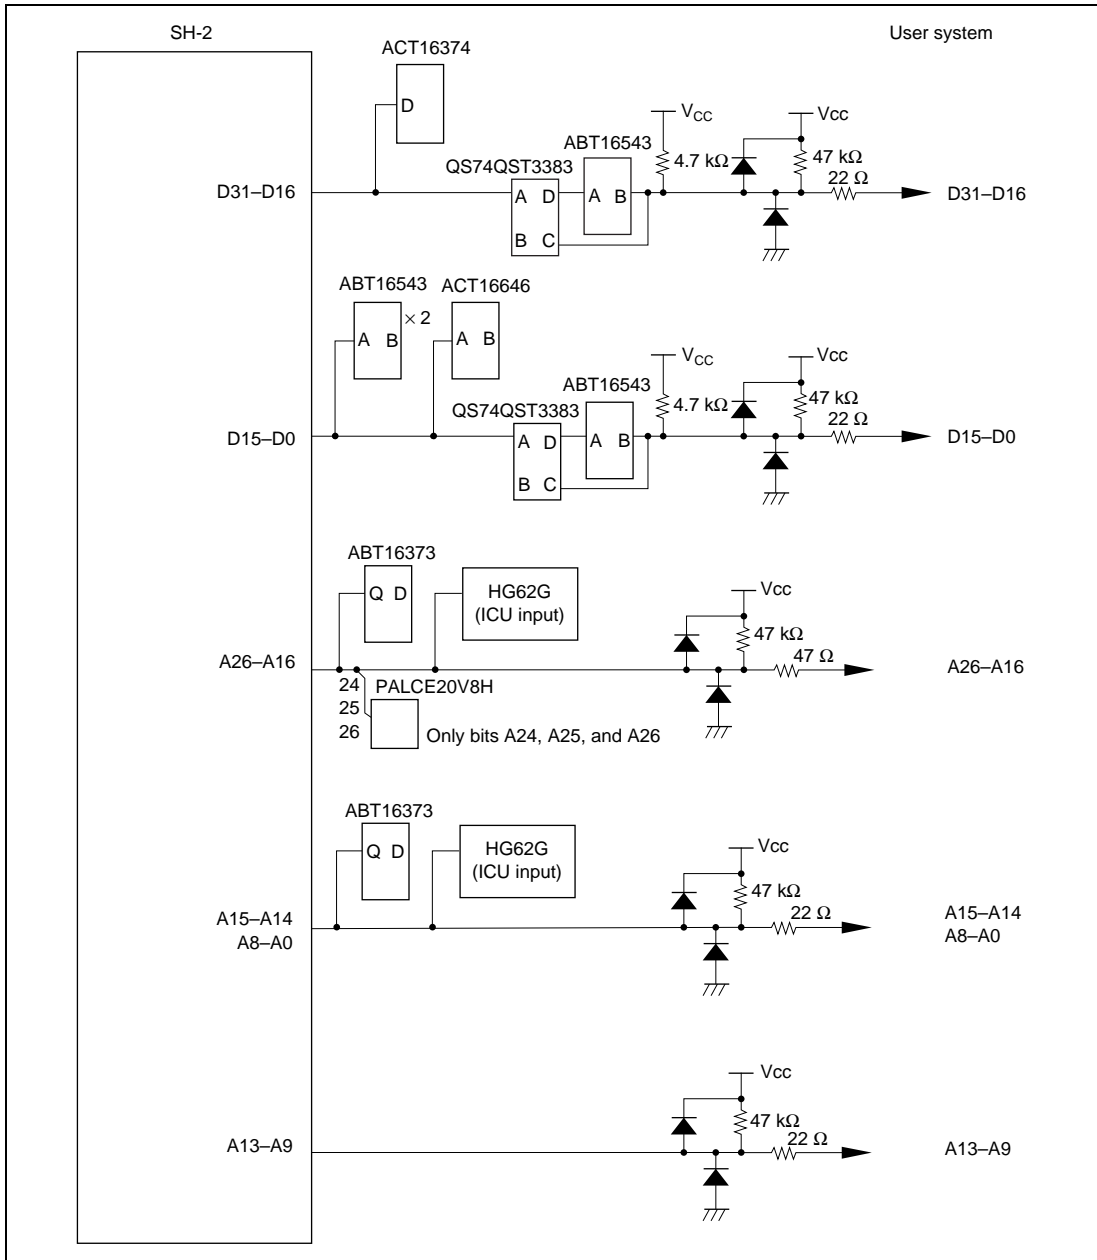 SH-2
User system
ACT16374
D
VCC
Vcc
ABT16543
4.7 kΩ
47 kΩ
QS74QST3383
22 Ω
D31–D16
A D
A B
D31–D16
B C
ABT16543
ACT16646
× 2
A B
A B
VCC
Vcc
ABT16543
4.7 kΩ
47 kΩ
QS74QST3383
22 Ω
D15–D0
A D
A B
D15–D0
B C
ABT16373
Q D
HG62G
(ICU input)
Vcc
47 kΩ
47 Ω
A26–A16
A26–A16
24
PALCE20V8H
25
26
Only bits A24, A25, and A26
ABT16373
Q D
HG62G
(ICU input)
Vcc
47 kΩ
22 Ω
A15–A14
A8–A0
A15–A14
A8–A0
Vcc
47 kΩ
22 Ω
A13–A9
A13–A9